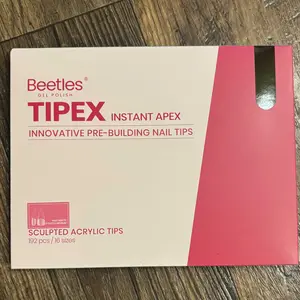 Beetles®
GEL POLISH
TIPEX INSTANT APEX
INNOVATIVE PRE-BUILDING NAIL TIPS
SCULPTED ACRYLIC TIPS
192 pcs / 16 sizes